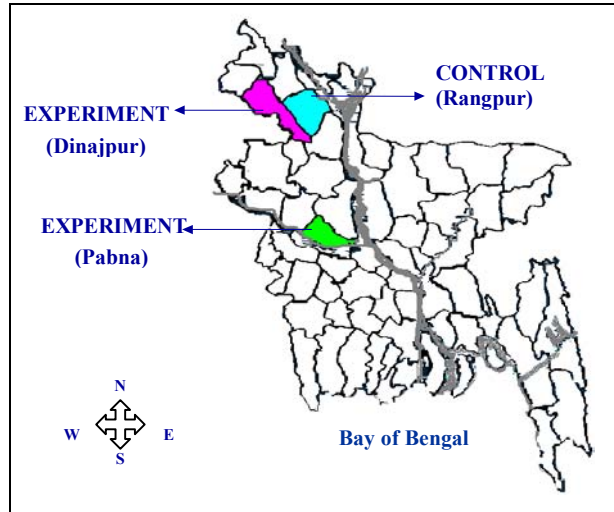 CONTROL
(Rangpur)
EXPERIMENT
(Dinajpur)
EXPERIMENT
(Pabna)
N
W E
S
Bay of Bengal